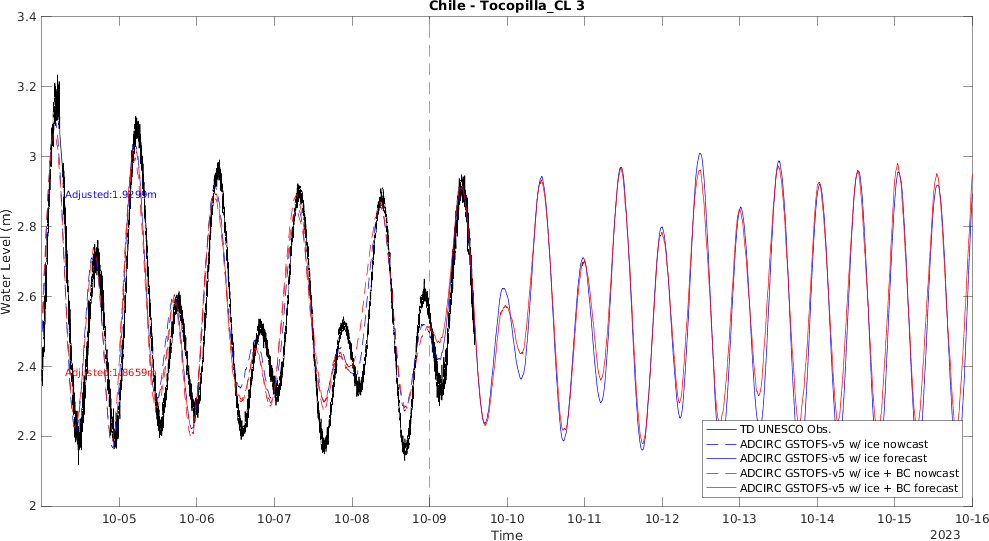 Chile - Tocopilla_CL 3
3.4
3.2
3
2.8
2.6
2.4
2.2
2
Water Level (m)
Adjusted:1.9299m
Adjusted:1.8659m
TD UNESCO Obs.
ADCIRC GSTOFS-v5 w/ ice nowcast
ADCIRC GSTOFS-v5 w/ ice forecast
ADCIRC GSTOFS-v5 w/ ice + BC nowcast
ADCIRC GSTOFS-v5 w/ ice + BC forecast
10-05 10-06 10-07 10-08 10-09 10-10 10-11 10-12 10-13 10-14 10-15 10-16
Time
2023